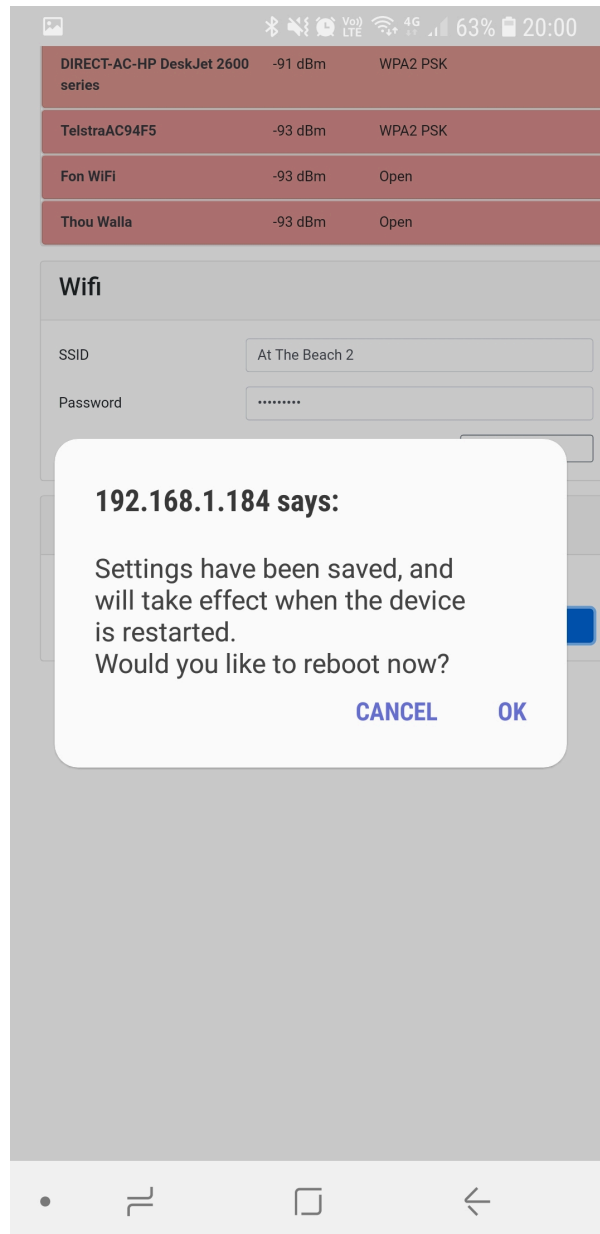 Vo)) LTE 4G 63% 20:00
DIRECT-AC-HP DeskJet 2600 series -91 dBm WPA2 PSK
TelstraAC94F5 -93 dBm WPA2 PSK
Fon WiFi -93 dBm Open
Thou Walla -93 dBm Open
Wifi
SSID At The Beach 2
Password •••••••••
192.168.1.184 says:
Settings have been saved, and
will take effect when the device
is restarted.
Would you like to reboot now?
CANCEL OK